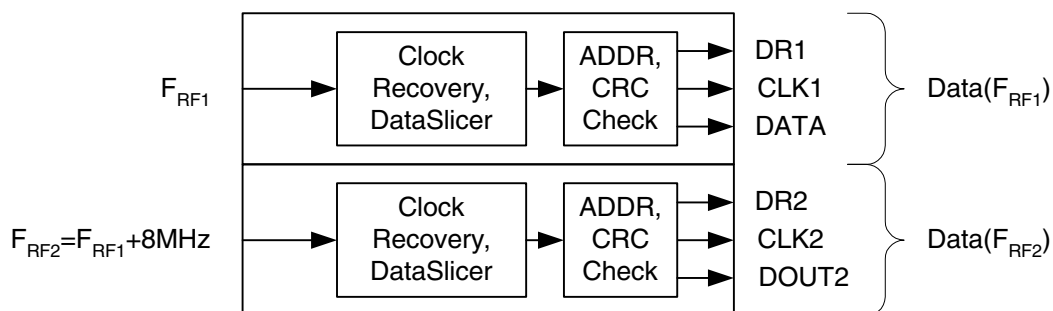 F_RF1
Clock
Recovery,
DataSlicer
ADDR,
CRC
Check
DR1
CLK1
DATA
Data(F_RF1)
F_RF2=F_RF1+8MHz
Clock
Recovery,
DataSlicer
ADDR,
CRC
Check
DR2
CLK2
DOUT2
Data(F_RF2)